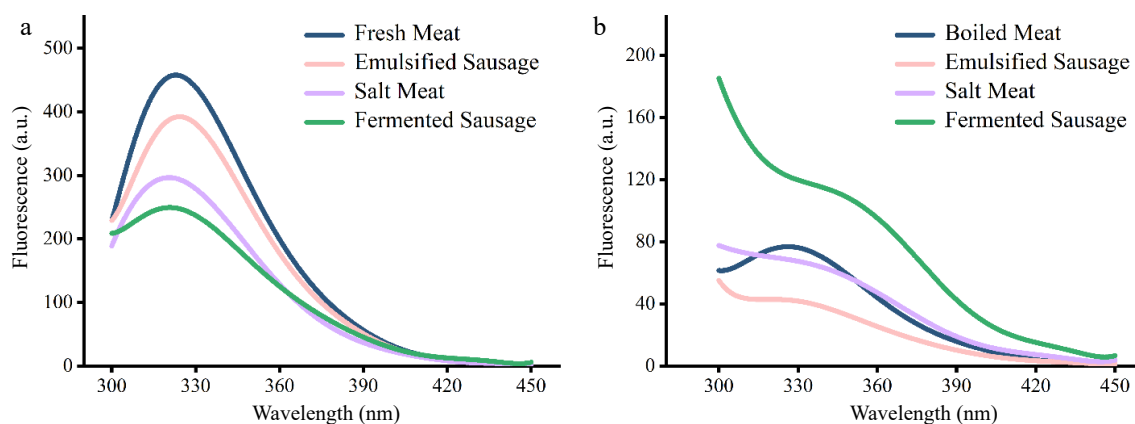 a
Fresh Meat
Emulsified Sausage
Salt Meat
Fermented Sausage
Fluorescence (a.u.)
500
400
300
200
100
0
300 330 360 390 420 450
Wavelength (nm)
b
Boiled Meat
Emulsified Sausage
Salt Meat
Fermented Sausage
Fluorescence (a.u.)
200
160
120
80
40
0
300 330 360 390 420 450
Wavelength (nm)